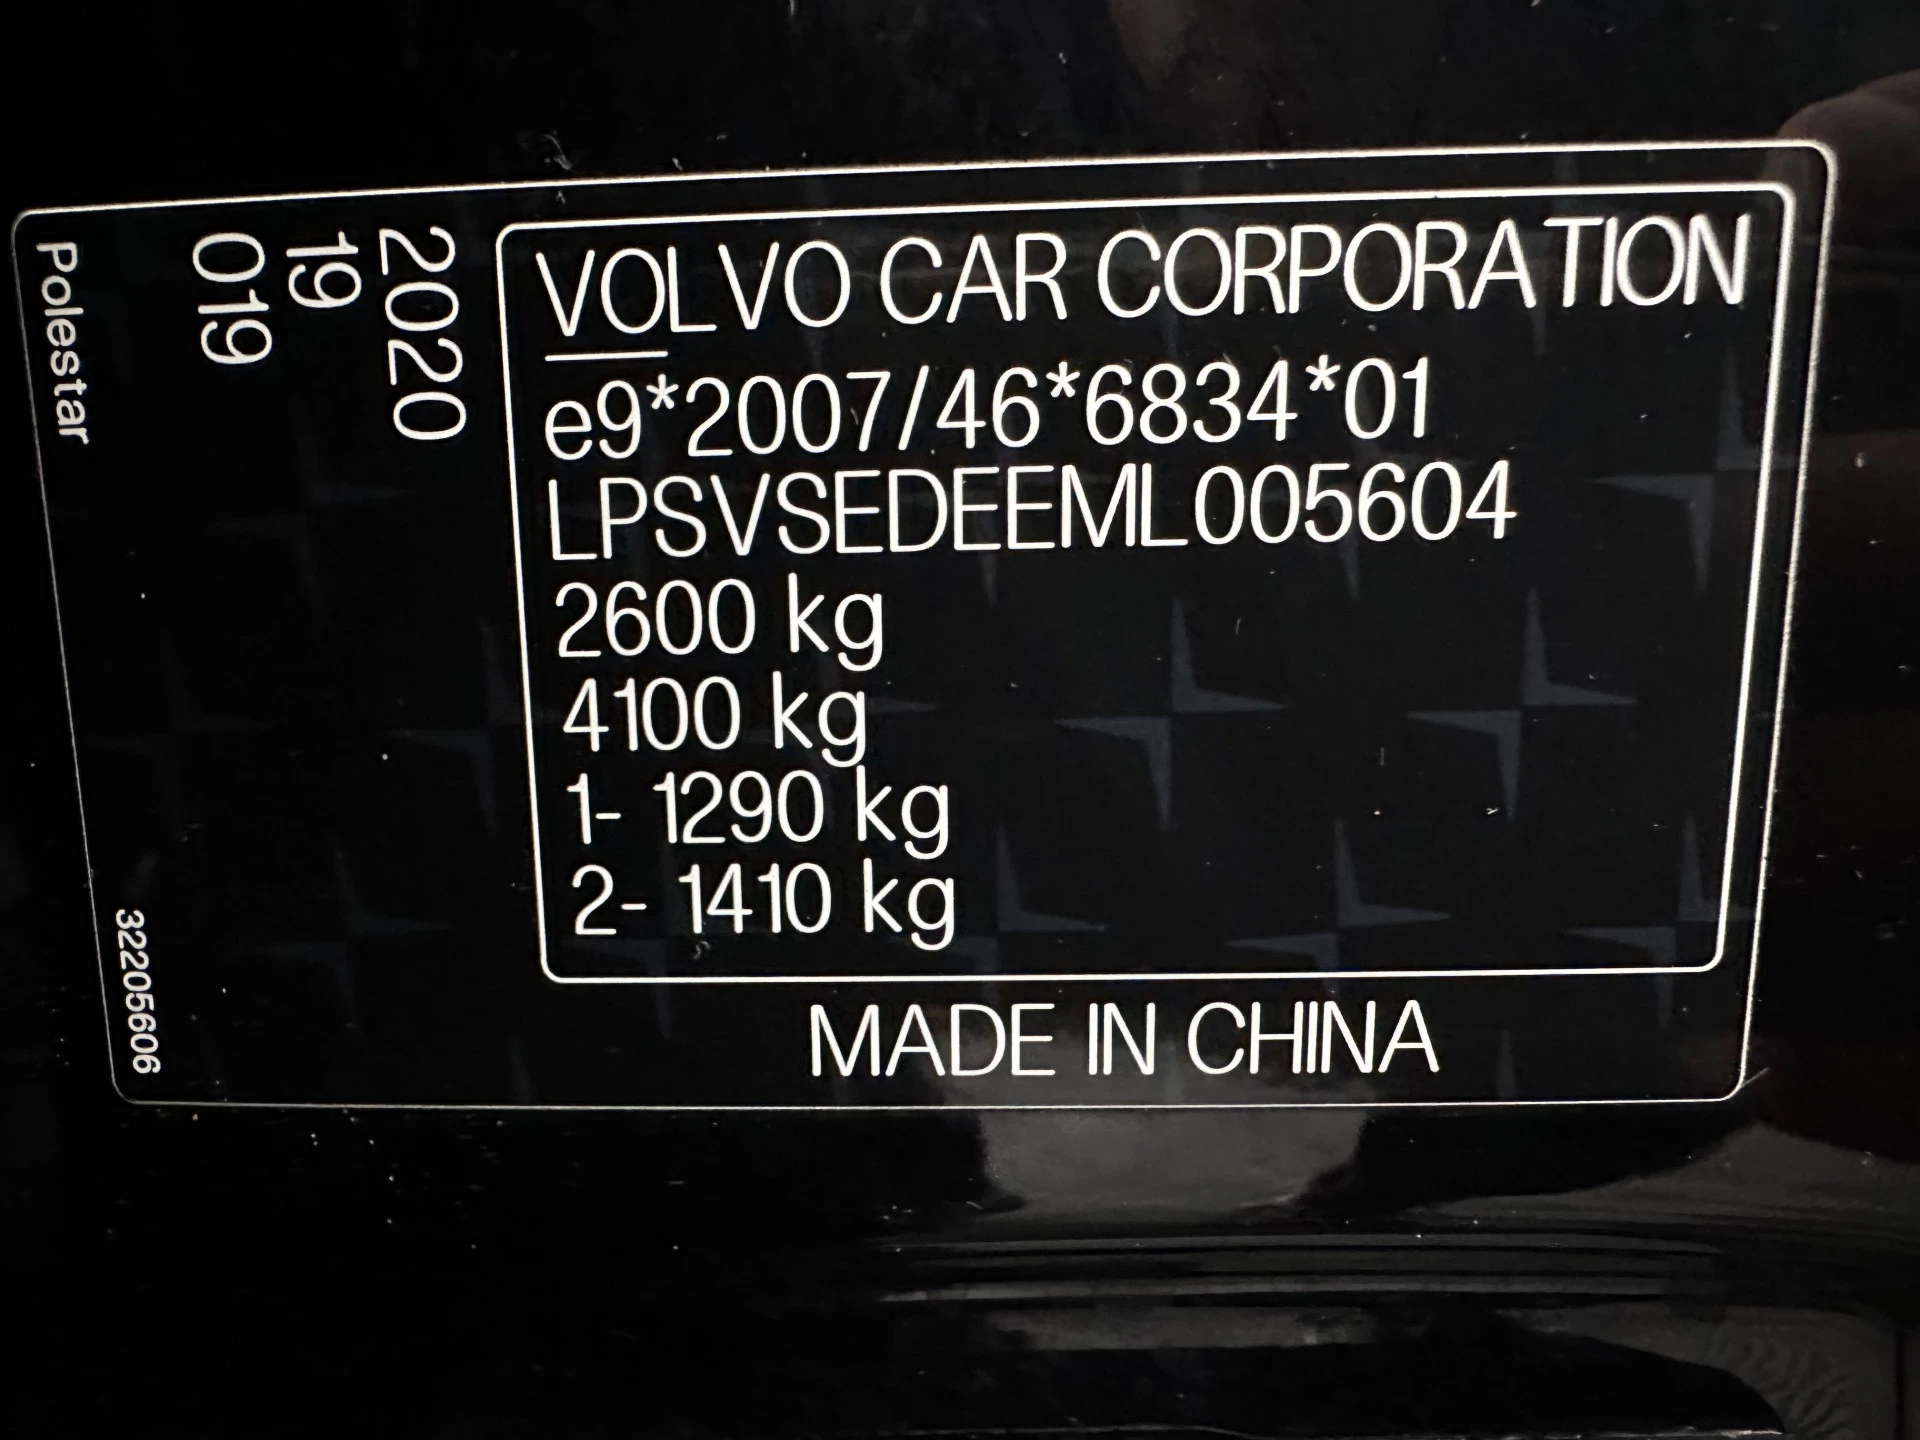 VOLVO CAR CORPORATION
e9*2007/46*6834*01
LPSVSEDEEML005604
2600 kg
4100 kg
1- 1290 kg
2- 1410 kg
MADE IN CHINA
2020
19
019
Polestar
32205606